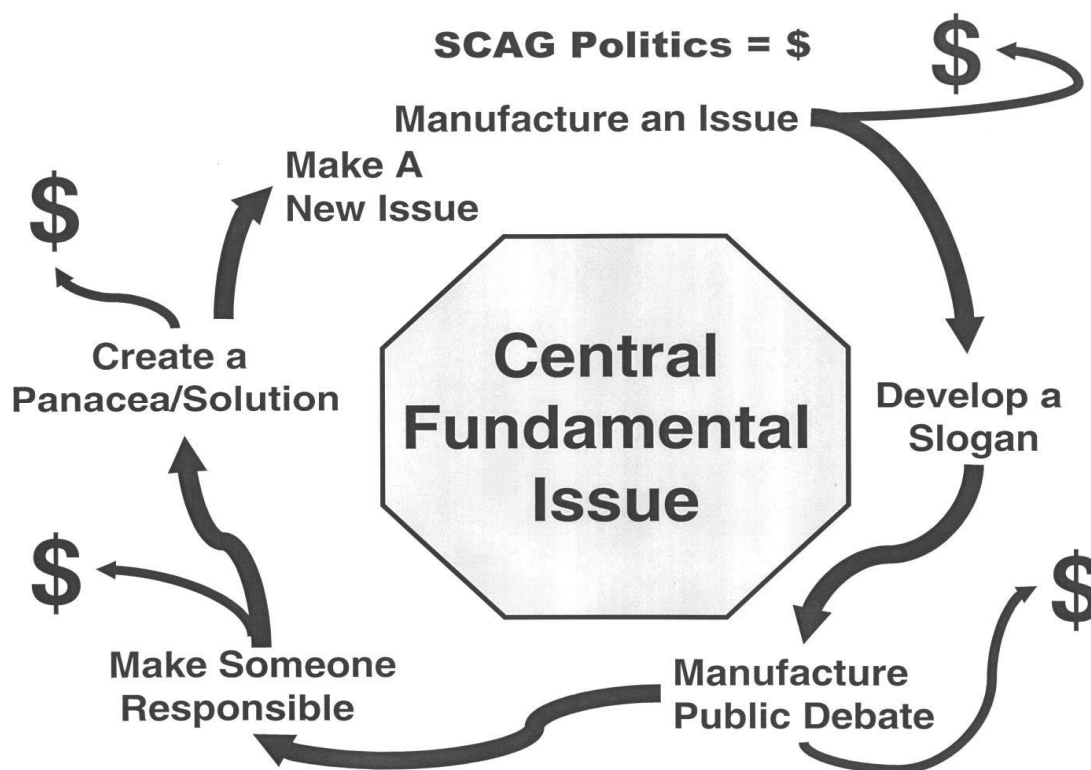 SCAG Politics = $
$
Manufacture an Issue
Make A
New Issue
$
Central
Fundamental
Issue
Create a
Panacea/Solution
Develop a
Slogan
$
$
Make Someone
Responsible
Manufacture
Public Debate